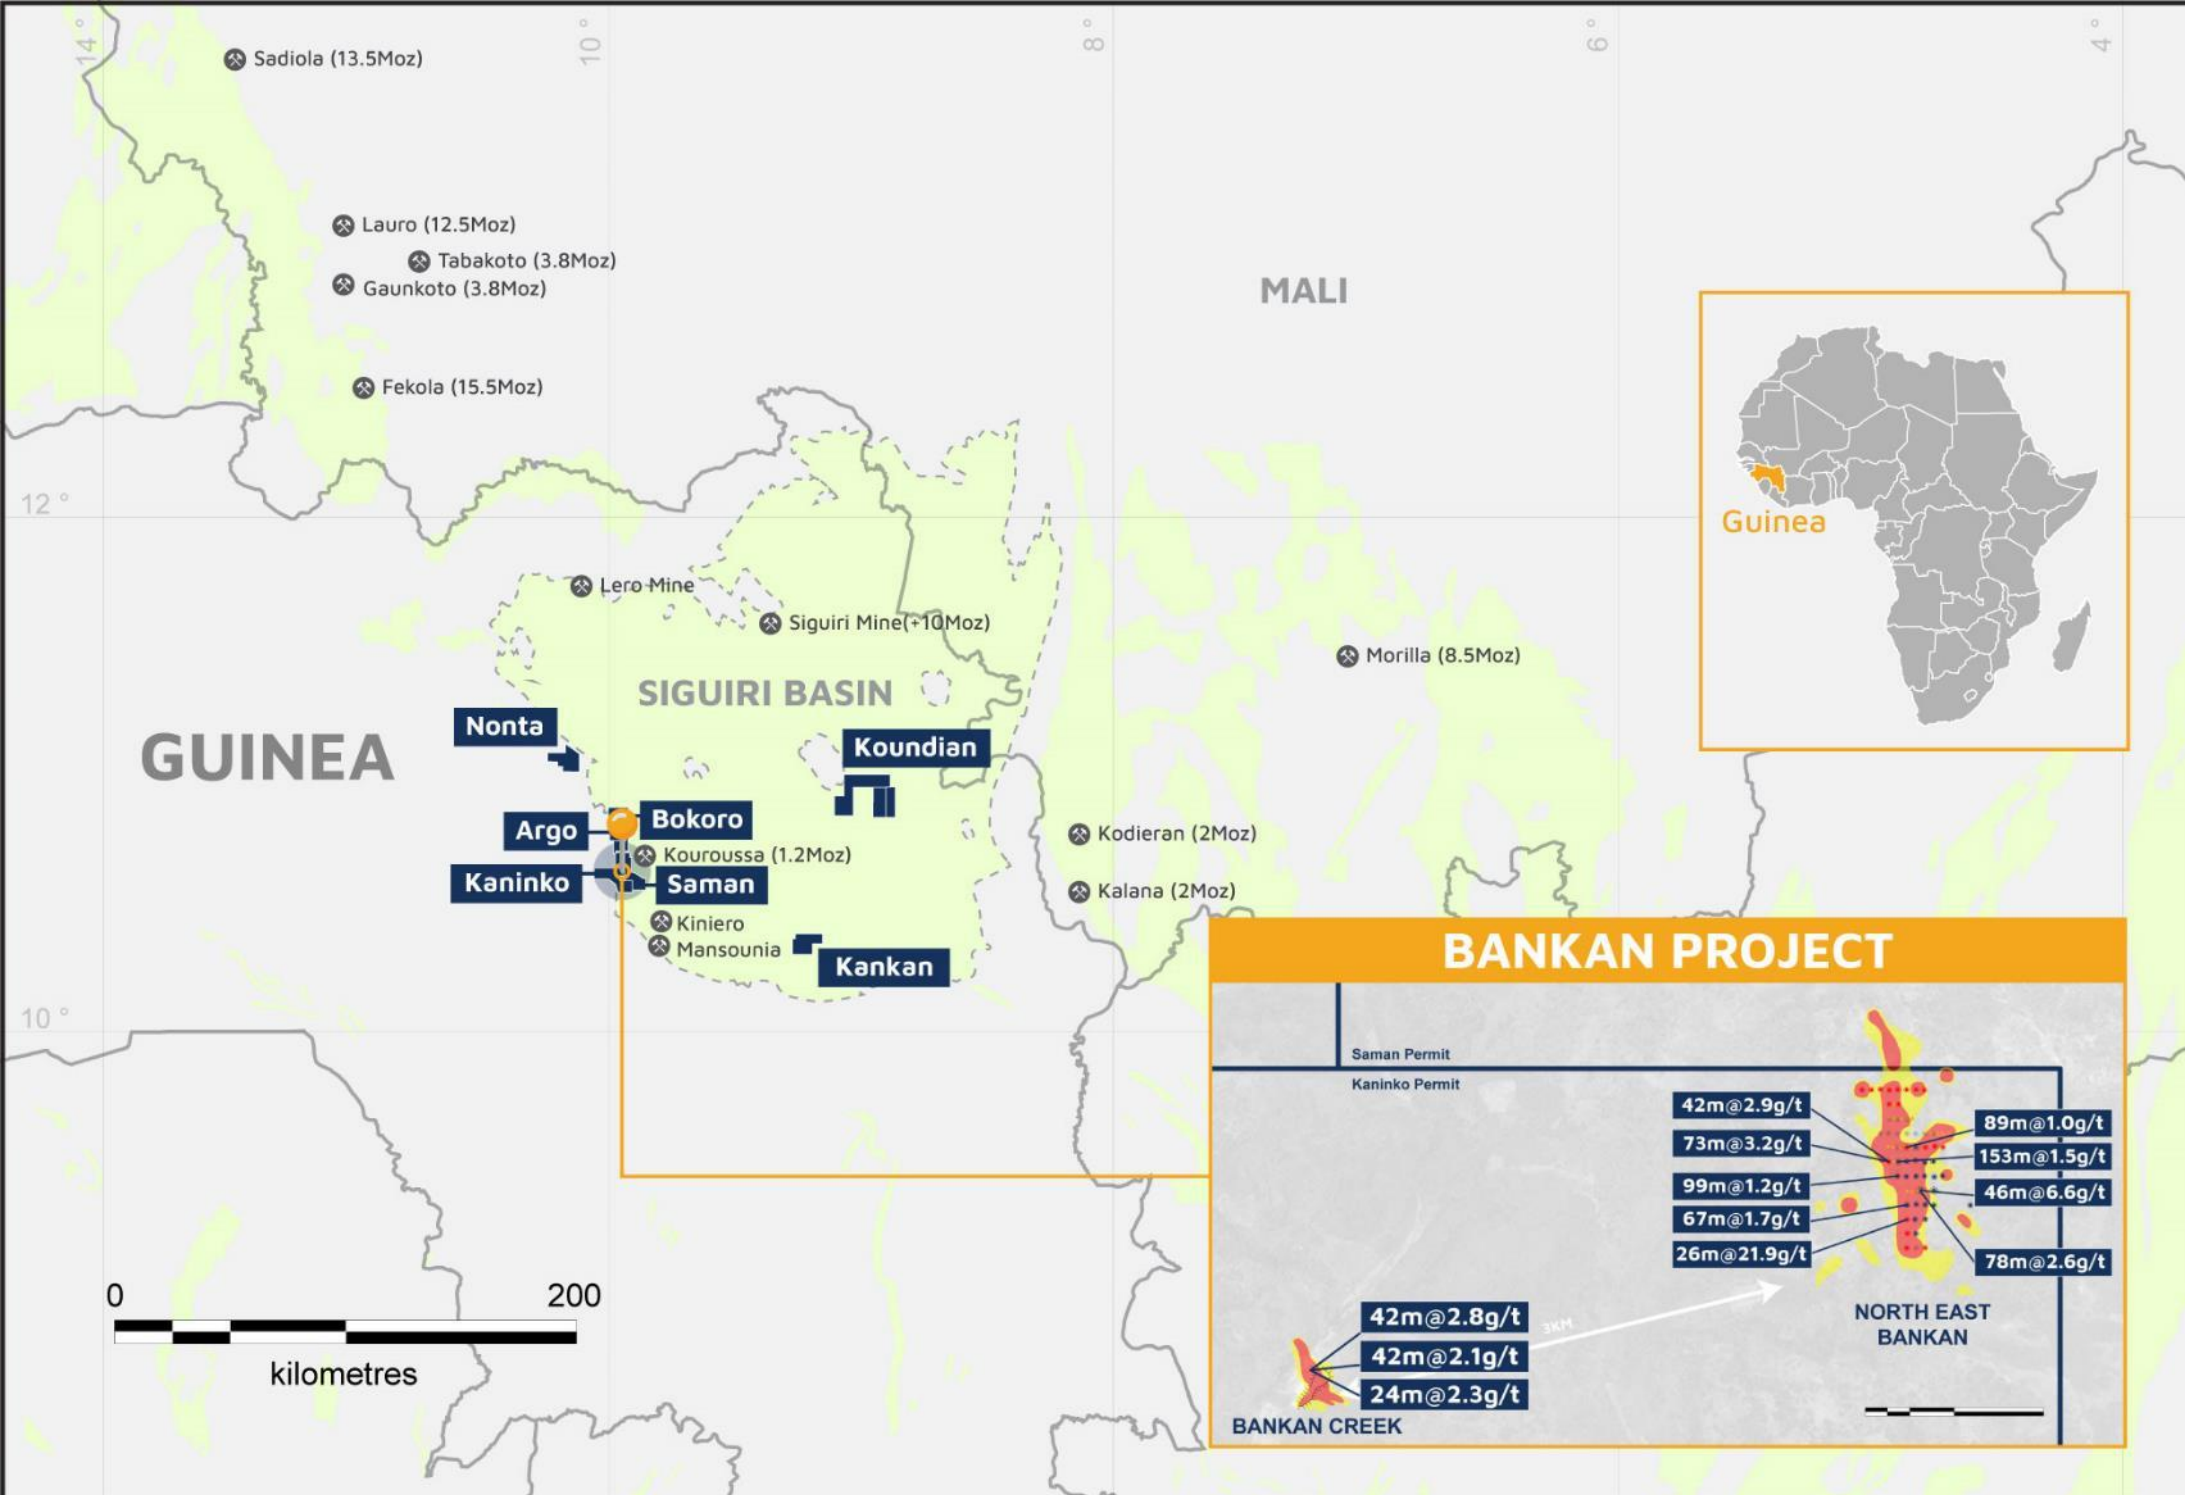 14°
10°
8°
6°
4°
Sadiola (13.5Moz)
Lauro (12.5Moz)
Tabakoto (3.8Moz)
Gaunkoto (3.8Moz)
MALI
Fekola (15.5Moz)
12°
Guinea
Lero Mine
Siguiri Mine(+10Moz)
Morilla (8.5Moz)
SIGUIRI BASIN
Nonta
GUINEA
Koundian
Bokoro
Argo
Kodieran (2Moz)
Kouroussa (1.2Moz)
Kaninko
Saman
Kalana (2Moz)
Kiniero
Mansounia
Kankan
10°
BANKAN PROJECT
Saman Permit
Kaninko Permit
42m@2.9g/t
89m@1.0g/t
73m@3.2g/t
153m@1.5g/t
99m@1.2g/t
46m@6.6g/t
67m@1.7g/t
26m@21.9g/t
78m@2.6g/t
NORTH EAST
BANKAN
3KM
42m@2.8g/t
42m@2.1g/t
24m@2.3g/t
BANKAN CREEK
0 200
kilometres